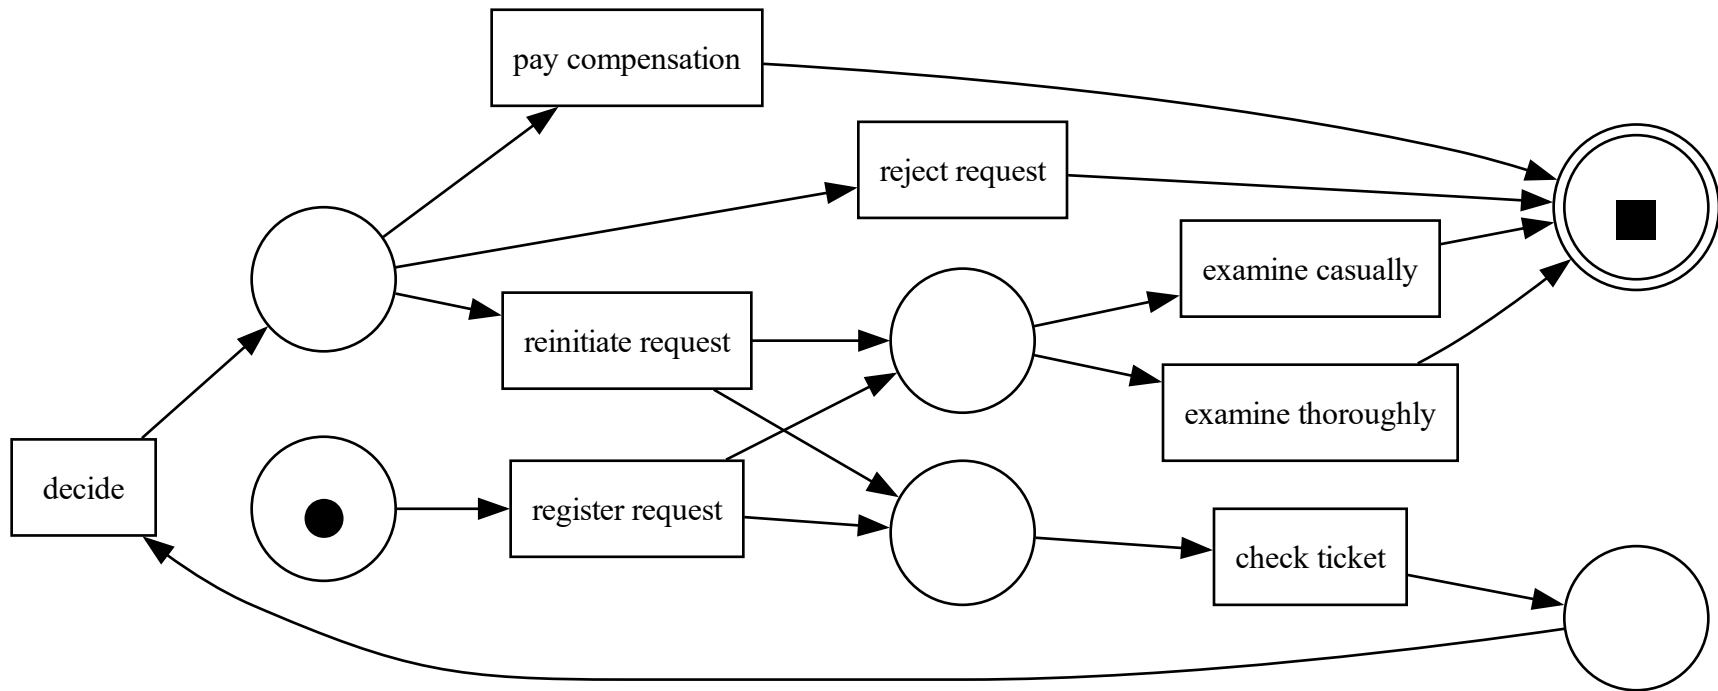 pay compensation
reject request
examine casually
reinitiate request
examine thoroughly
decide
register request
check ticket